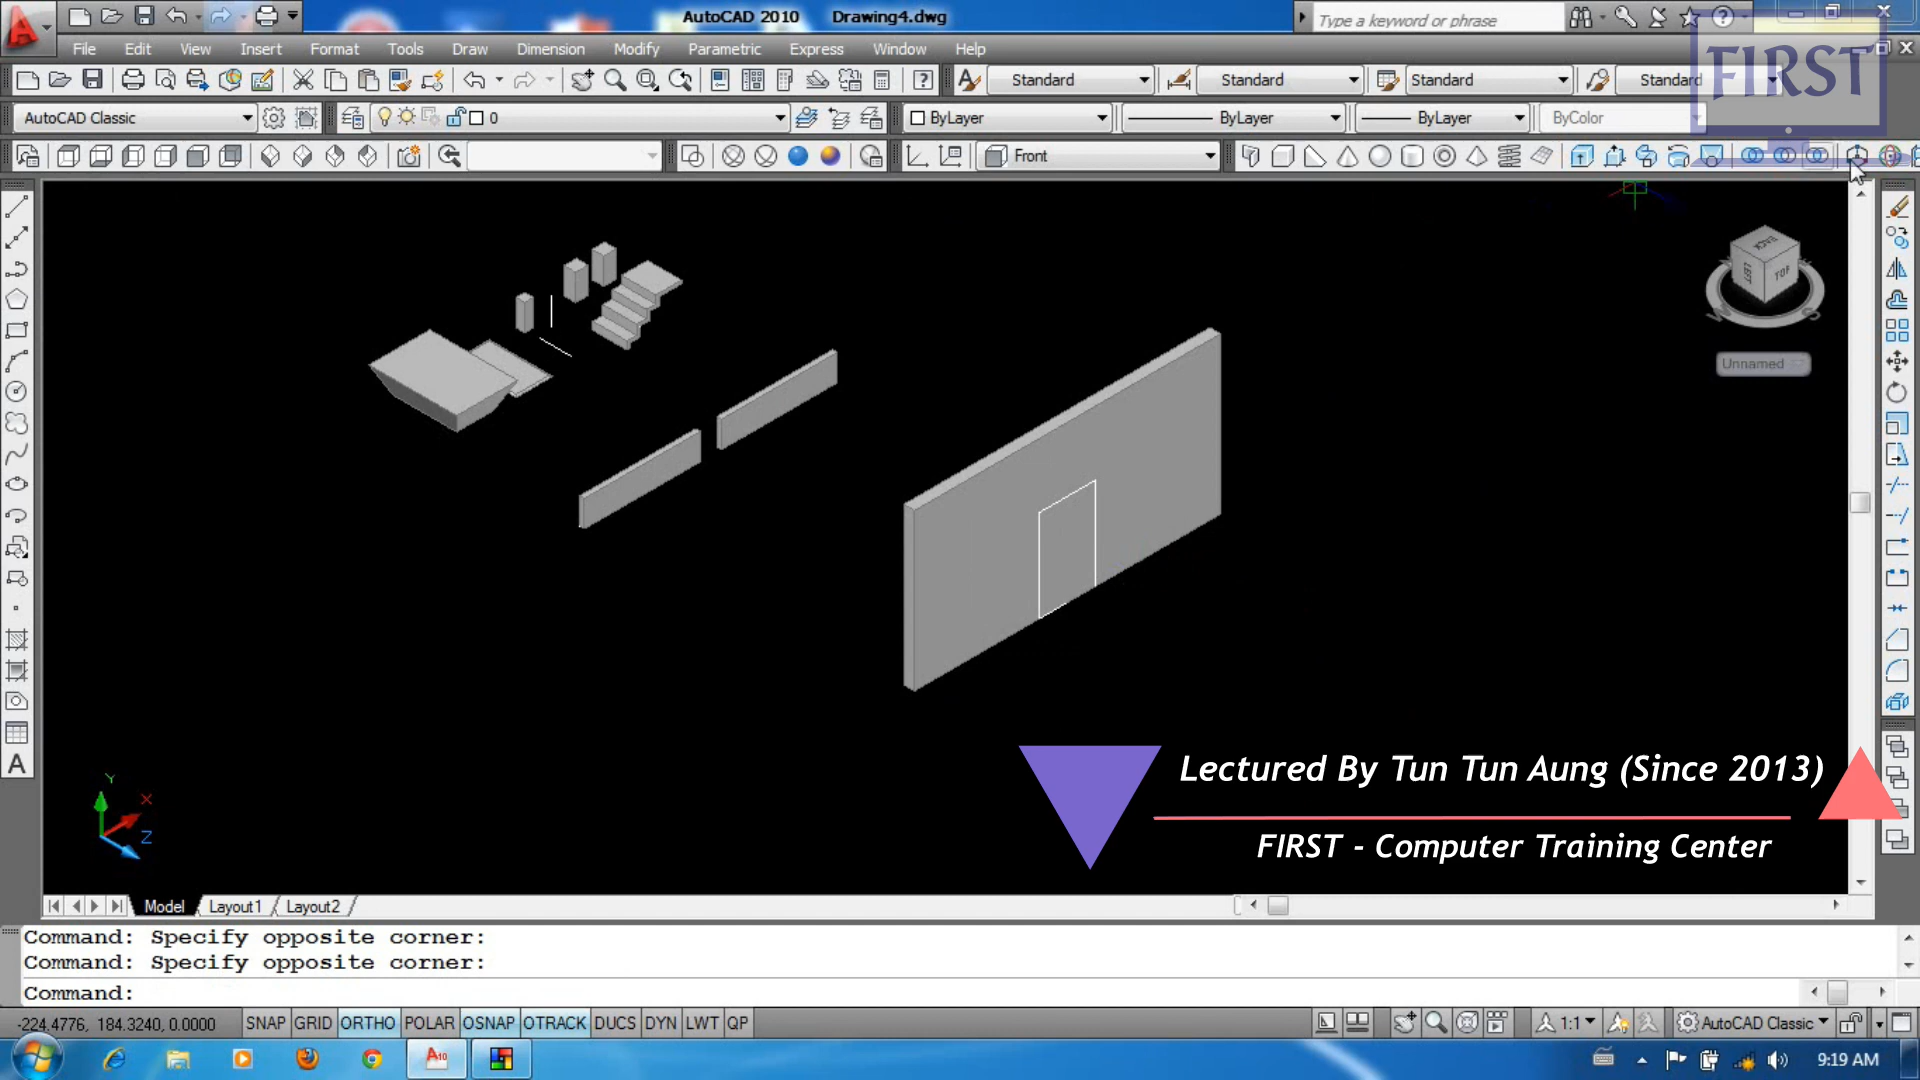 AutoCAD 2010 Drawing4.dwg
Type a keyword or phrase
File Edit View Insert Format Tools Draw Dimension Modify Parametric Express Window Help
FIRST
Standard Standard Standard Standard
AutoCAD Classic 0 ByLayer ByLayer ByLayer ByColor
Front
BACK
LEFT TOP
W S
Unnamed
Y
X
Z
Lectured By Tun Tun Aung (Since 2013)
FIRST - Computer Training Center
Model Layout1 Layout2
Command: Specify opposite corner:
Command: Specify opposite corner:
Command:
-224.4776, 184.3240, 0.0000 SNAP GRID ORTHO POLAR OSNAP OTRACK DUCS DYN LWT QP 1:1 AutoCAD Classic
9:19 AM